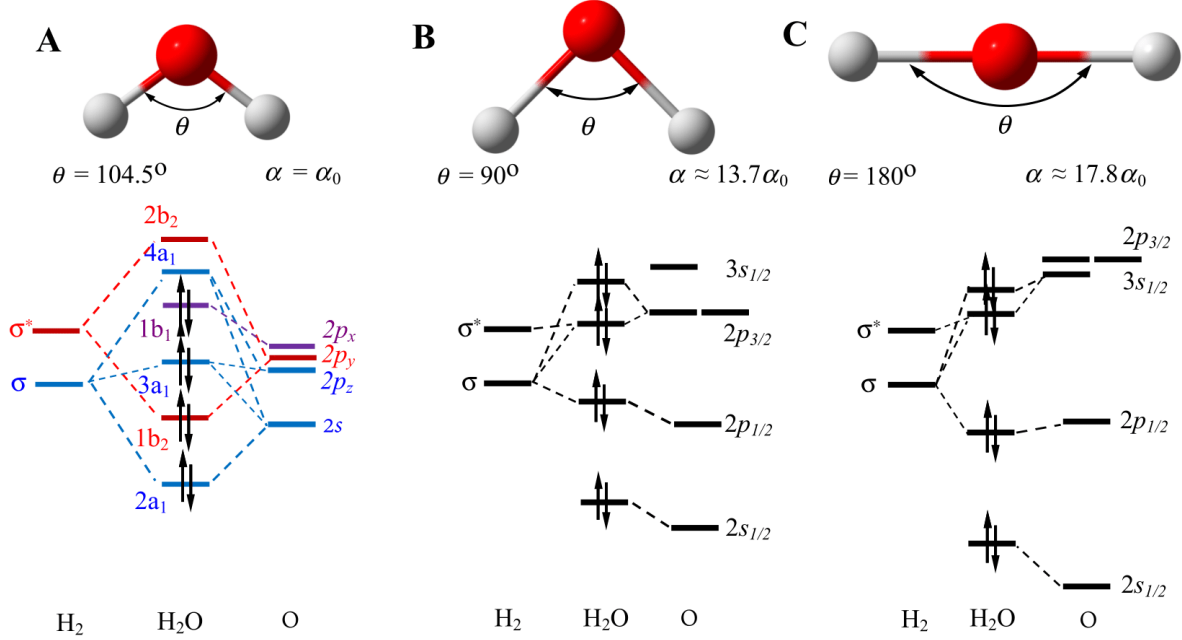 A
θ
θ = 104.5º
α = α₀
2b₂
4a₁
1b₁
3a₁
1b₂
2a₁
σ*
σ
2pₓ
2p_y
2p_z
2s
H₂
H₂O
O
B
θ
θ = 90º
α ≈ 13.7α₀
3s₁/₂
σ*
2p₃/₂
σ
2p₁/₂
2s₁/₂
H₂
H₂O
O
C
θ
θ = 180º
α ≈ 17.8α₀
2p₃/₂
3s₁/₂
σ*
σ
2p₁/₂
2s₁/₂
H₂
H₂O
O